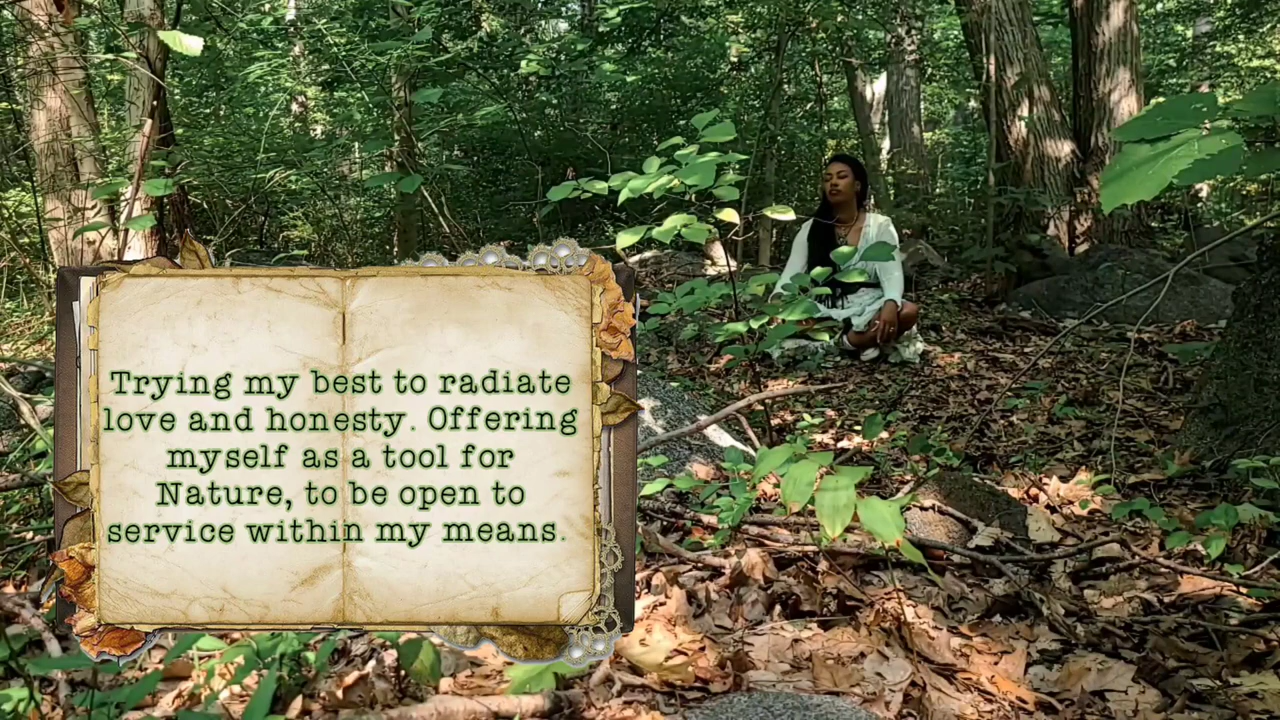 Trying my best to radiate
love and honesty. Offering
myself as a tool for
Nature, to be open to
service within my means.